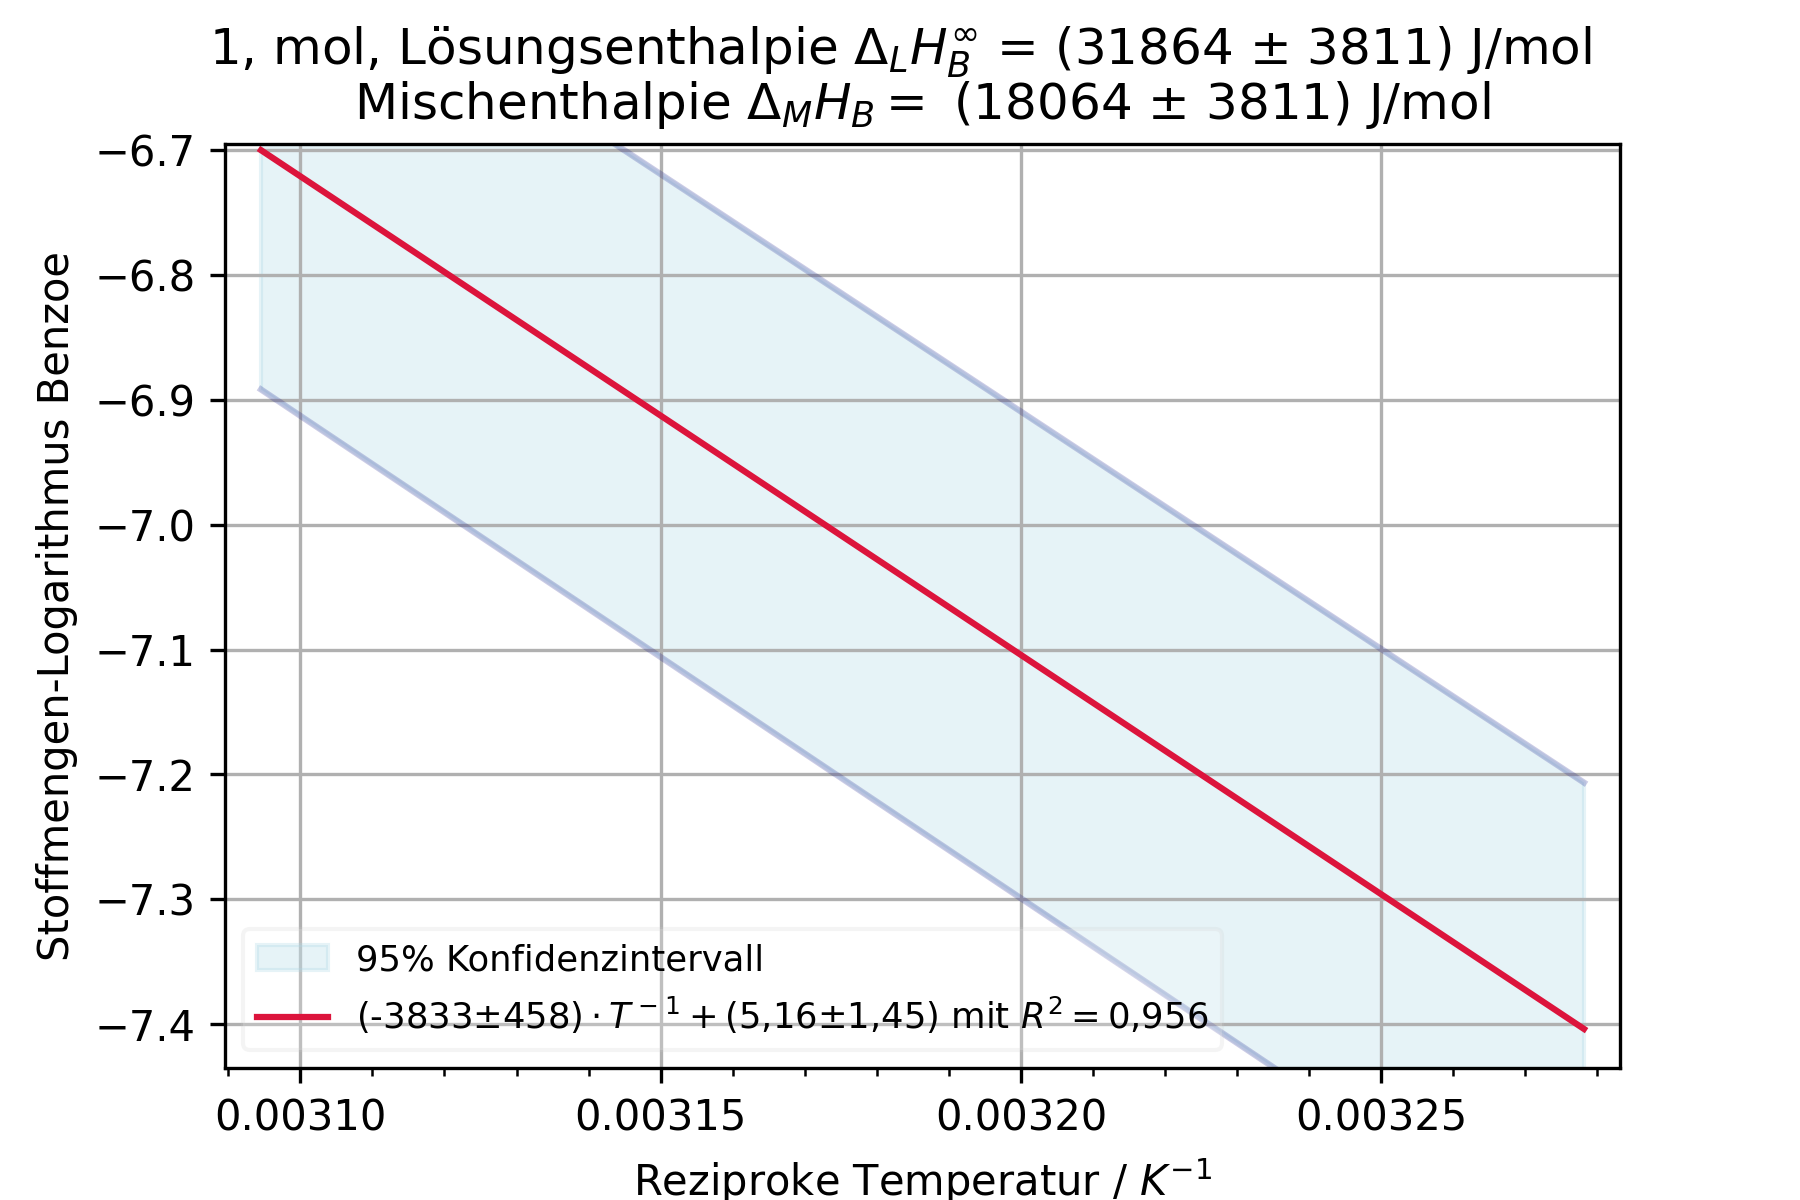 1, mol, Lösungsenthalpie Δ_L H_B^∞ = (31864 ± 3811) J/mol
Mischenthalpie Δ_M H_B = (18064 ± 3811) J/mol
Stoffmengen-Logarithmus Benzoe
−6.7
−6.8
−6.9
−7.0
−7.1
−7.2
−7.3
−7.4
95% Konfidenzintervall
(-3833±458) · T⁻¹ + (5,16±1,45) mit R² = 0,956
0.00310 0.00315 0.00320 0.00325
Reziproke Temperatur / K⁻¹